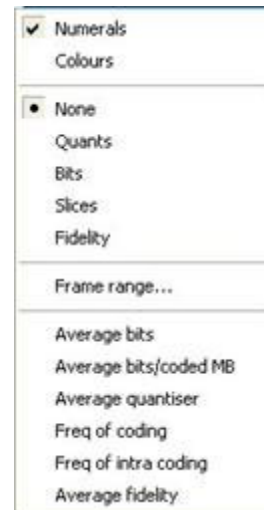 Numerals
Colours
None
Quants
Bits
Slices
Fidelity
Frame range...
Average bits
Average bits/coded MB
Average quantiser
Freq of coding
Freq of intra coding
Average fidelity